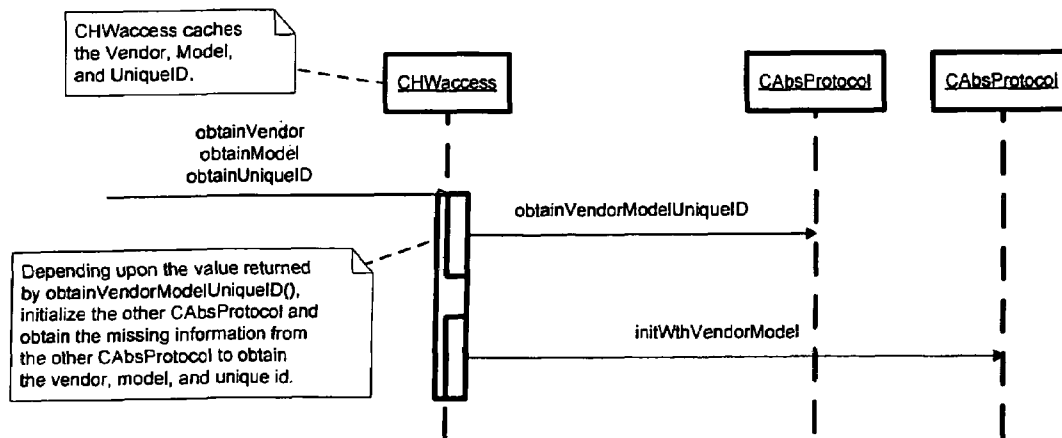 CHWaccess caches
the Vendor, Model,
and UniqueID.
CHWaccess
CAbsProtocol
CAbsProtocol
obtainVendor
obtainModel
obtainUniqueID
obtainVendorModelUniqueID
Depending upon the value returned
by obtainVendorModelUniqueID(),
initialize the other CAbsProtocol and
obtain the missing information from
the other CAbsProtocol to obtain
the vendor, model, and unique id.
initWthVendorModel